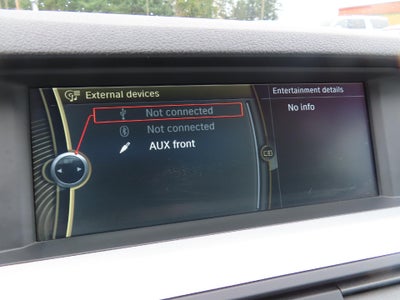 External devices
Not connected
Not connected
AUX front
Entertainment details
No info